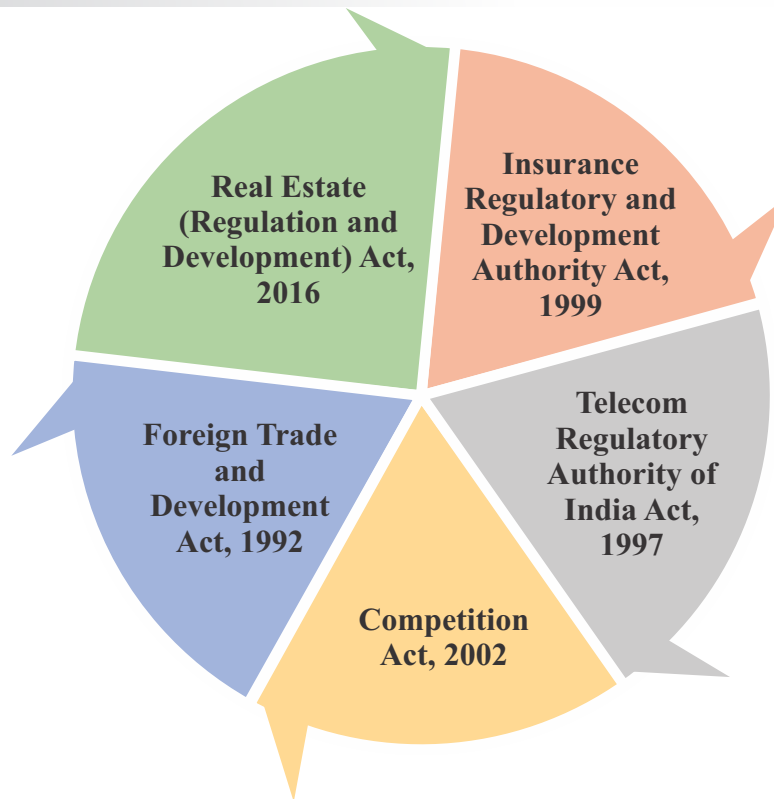 Real Estate
(Regulation and
Development) Act,
2016
Insurance
Regulatory and
Development
Authority Act,
1999
Telecom
Regulatory
Authority of
India Act,
1997
Competition
Act, 2002
Foreign Trade
and
Development
Act, 1992